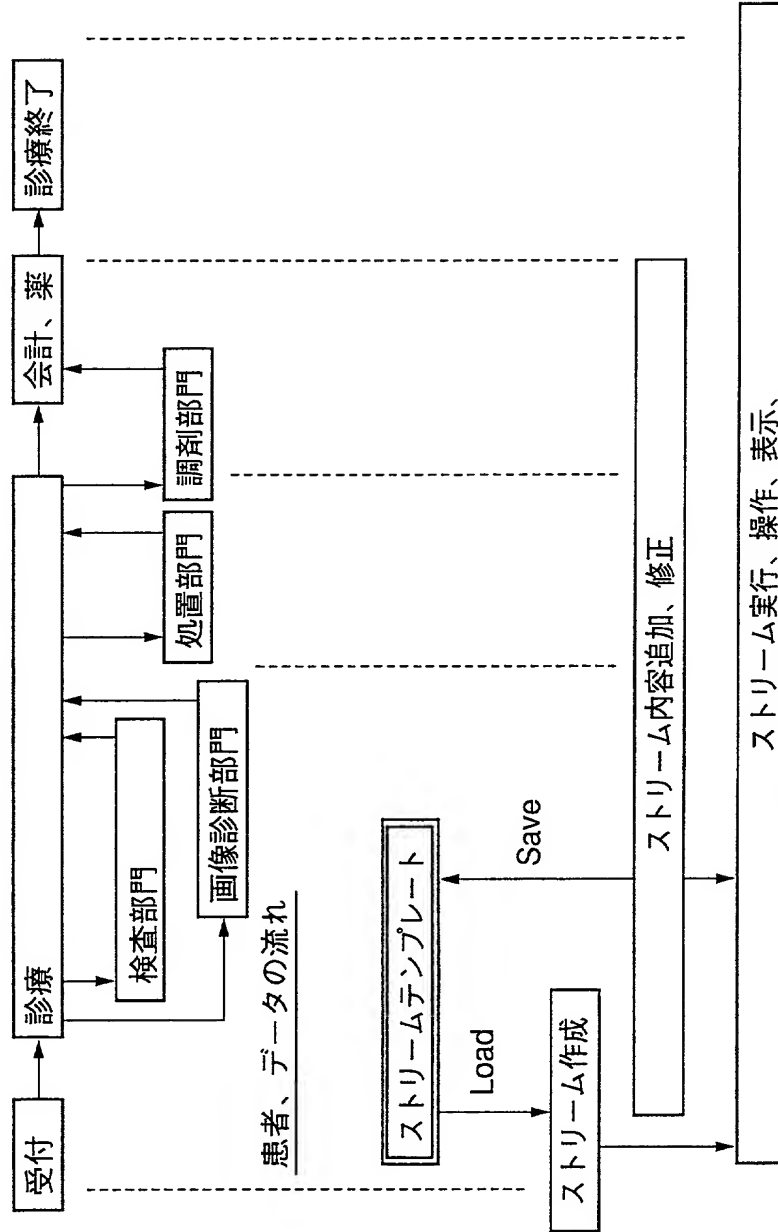 受付
診療
会計、薬
診療終了
検査部門
画像診断部門
処置部門
調剤部門
患者、データの流れ
ストリームテンプレート
Load
Save
ストリーム作成
ストリーム内容追加、修正
ストリーム実行、操作、表示、